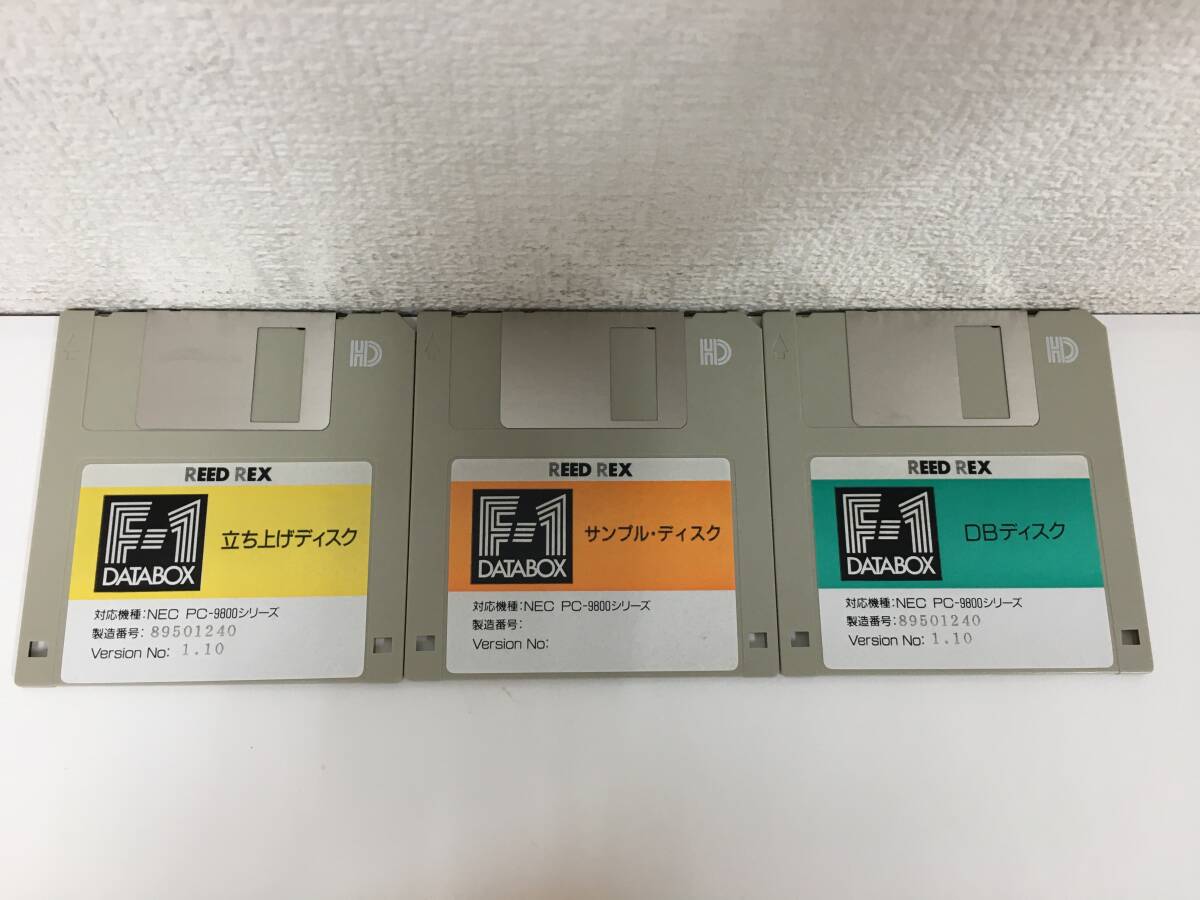 HD
REED REX
F-1
DATABOX
立ち上げディスク
対応機種:NEC PC-9800シリーズ
製造番号: 89501240
Version No: 1.10
HD
REED REX
F-1
DATABOX
サンプル・ディスク
対応機種:NEC PC-9800シリーズ
製造番号:
Version No:
HD
REED REX
F-1
DATABOX
DBディスク
対応機種:NEC PC-9800シリーズ
製造番号:89501240
Version No: 1.10